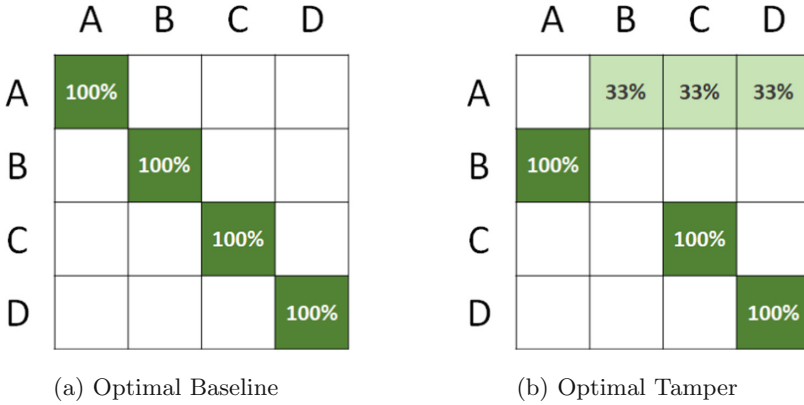 A B C D A B C D
A 100% A 33% 33% 33%
B 100% B 100%
C 100% C 100%
D 100% D 100%
(a) Optimal Baseline (b) Optimal Tamper